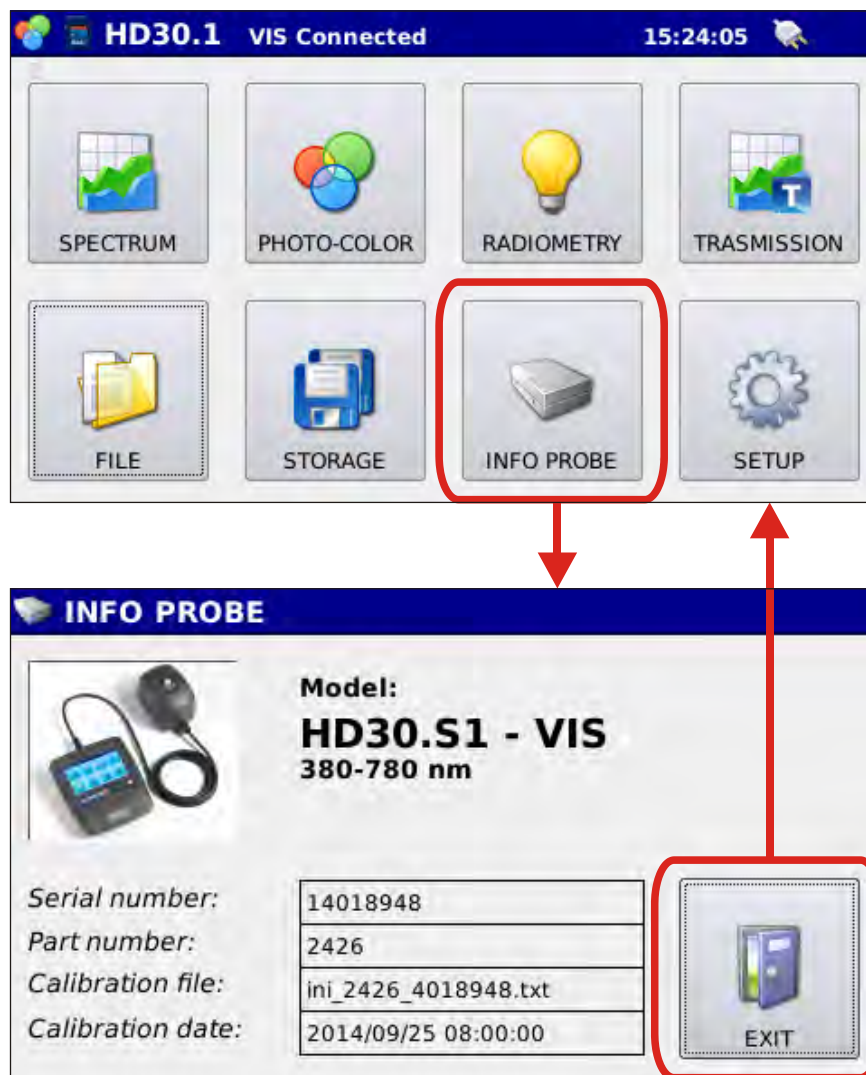 HD30.1 VIS Connected 15:24:05
SPECTRUM PHOTO-COLOR RADIOMETRY TRASMISSION
T
FILE STORAGE INFO PROBE SETUP
INFO PROBE
Model:
HD30.S1 - VIS
380-780 nm
Serial number: 14018948
Part number: 2426
Calibration file: ini_2426_4018948.txt
Calibration date: 2014/09/25 08:00:00
EXIT